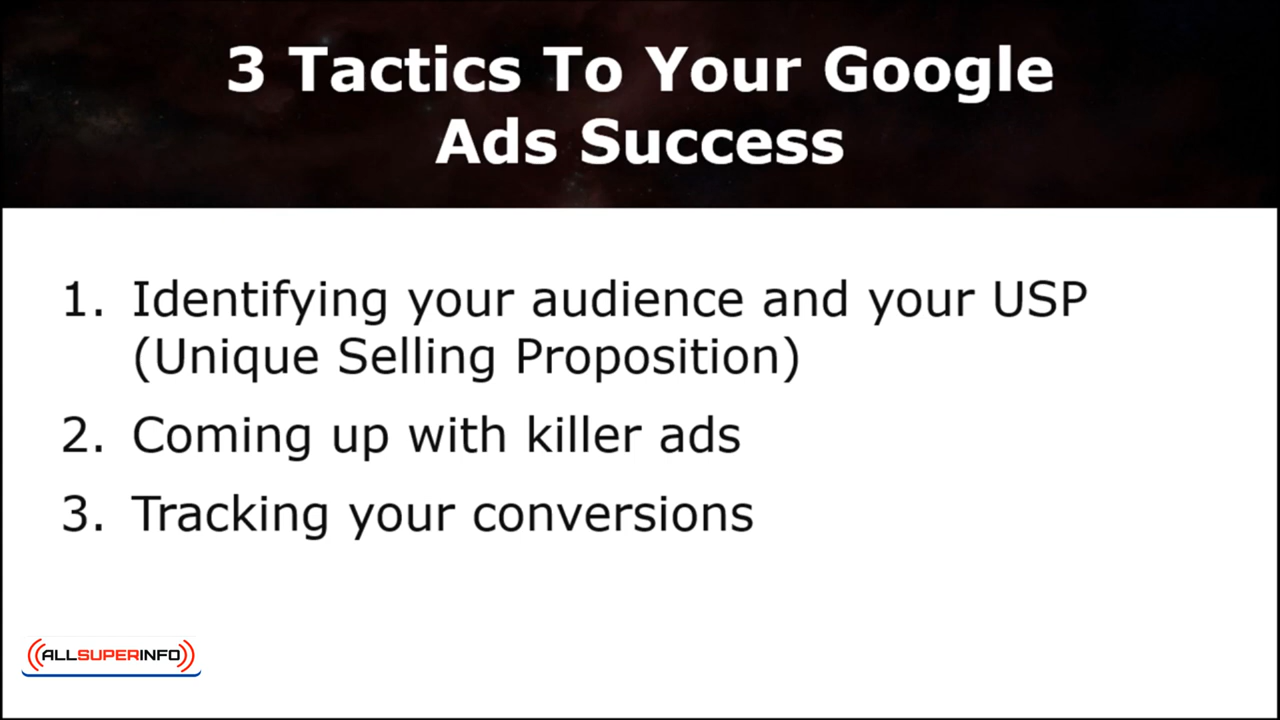 3 Tactics To Your Google
Ads Success
1. Identifying your audience and your USP
(Unique Selling Proposition)
2. Coming up with killer ads
3. Tracking your conversions
ALLSUPERINFO